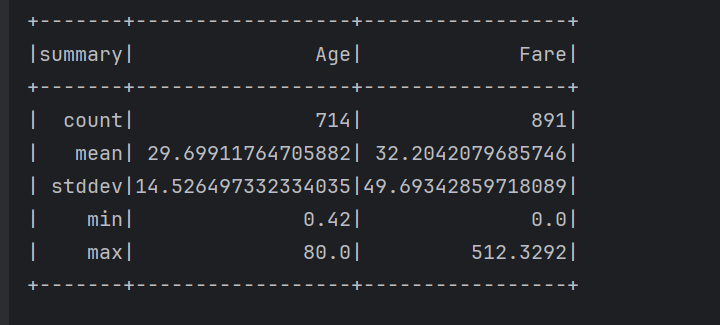 +-------+------------------+----------------+
|summary|               Age|            Fare|
+-------+------------------+----------------+
|  count|               714|             891|
|   mean| 29.69911764705882|32.2042079685746|
| stddev|14.526497332334035|49.69342859718089|
|    min|              0.42|             0.0|
|    max|              80.0|        512.3292|
+-------+------------------+----------------+